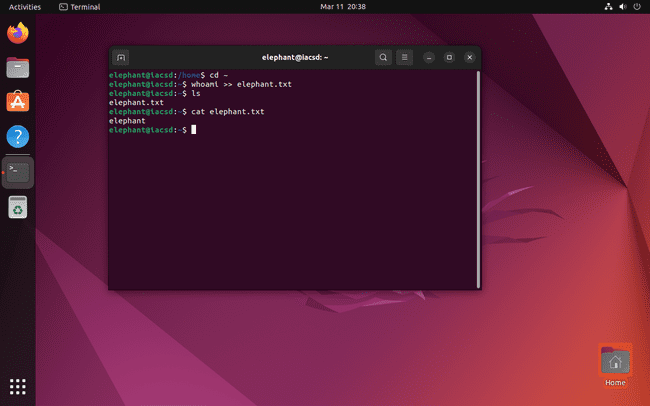 Activities
Terminal
Mar 11 20:38
elephant@iacsd: ~
elephant@iacsd:/home$ cd ~
elephant@iacsd:~$ whoami >> elephant.txt
elephant@iacsd:~$ ls
elephant.txt
elephant@iacsd:~$ cat elephant.txt
elephant
elephant@iacsd:~$
Home